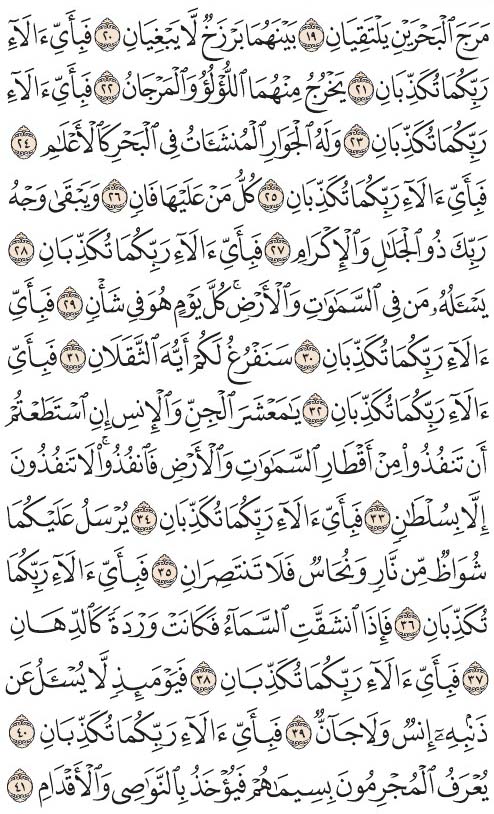 مَرَجَ ٱلْبَحْرَيْنِ يَلْتَقِيَانِ ١٩ بَيْنَهُمَا بَرْزَخٌ لَّا يَبْغِيَانِ ٢٠ فَبِأَيِّ ءَالَآءِ
رَبِّكُمَا تُكَذِّبَانِ ٢١ يَخْرُجُ مِنْهُمَا ٱللُّؤْلُؤُ وَٱلْمَرْجَانُ ٢٢ فَبِأَيِّ ءَالَآءِ
رَبِّكُمَا تُكَذِّبَانِ ٢٣ وَلَهُ ٱلْجَوَارِ ٱلْمُنشَـَٔاتُ فِى ٱلْبَحْرِ كَٱلْأَعْلَٰمِ ٢٤
فَبِأَيِّ ءَالَآءِ رَبِّكُمَا تُكَذِّبَانِ ٢٥ كُلُّ مَنْ عَلَيْهَا فَانٍ ٢٦ وَيَبْقَىٰ وَجْهُ
رَبِّكَ ذُو ٱلْجَلَٰلِ وَٱلْإِكْرَامِ ٢٧ فَبِأَيِّ ءَالَآءِ رَبِّكُمَا تُكَذِّبَانِ ٢٨
يَسْـَٔلُهُۥ مَن فِى ٱلسَّمَٰوَٰتِ وَٱلْأَرْضِ ۚ كُلَّ يَوْمٍ هُوَ فِى شَأْنٍ ٢٩ فَبِأَيِّ
ءَالَآءِ رَبِّكُمَا تُكَذِّبَانِ ٣٠ سَنَفْرُغُ لَكُمْ أَيُّهَ ٱلثَّقَلَانِ ٣١ فَبِأَيِّ
ءَالَآءِ رَبِّكُمَا تُكَذِّبَانِ ٣٢ يَٰمَعْشَرَ ٱلْجِنِّ وَٱلْإِنسِ إِنِ ٱسْتَطَعْتُمْ
أَن تَنفُذُوا۟ مِنْ أَقْطَارِ ٱلسَّمَٰوَٰتِ وَٱلْأَرْضِ فَٱنفُذُوا۟ ۚ لَا تَنفُذُونَ
إِلَّا بِسُلْطَٰنٍ ٣٣ فَبِأَيِّ ءَالَآءِ رَبِّكُمَا تُكَذِّبَانِ ٣٤ يُرْسَلُ عَلَيْكُمَا
شُوَاظٌ مِّن نَّارٍ وَنُحَاسٌ فَلَا تَنتَصِرَانِ ٣٥ فَبِأَيِّ ءَالَآءِ رَبِّكُمَا
تُكَذِّبَانِ ٣٦ فَإِذَا ٱنشَقَّتِ ٱلسَّمَآءُ فَكَانَتْ وَرْدَةً كَٱلدِّهَانِ
٣٧ فَبِأَيِّ ءَالَآءِ رَبِّكُمَا تُكَذِّبَانِ ٣٨ فَيَوْمَئِذٍ لَّا يُسْـَٔلُ عَن
ذَنۢبِهِۦٓ إِنسٌ وَلَا جَآنٌّ ٣٩ فَبِأَيِّ ءَالَآءِ رَبِّكُمَا تُكَذِّبَانِ ٤٠
يُعْرَفُ ٱلْمُجْرِمُونَ بِسِيمَٰهُمْ فَيُؤْخَذُ بِٱلنَّوَٰصِى وَٱلْأَقْدَامِ ٤١